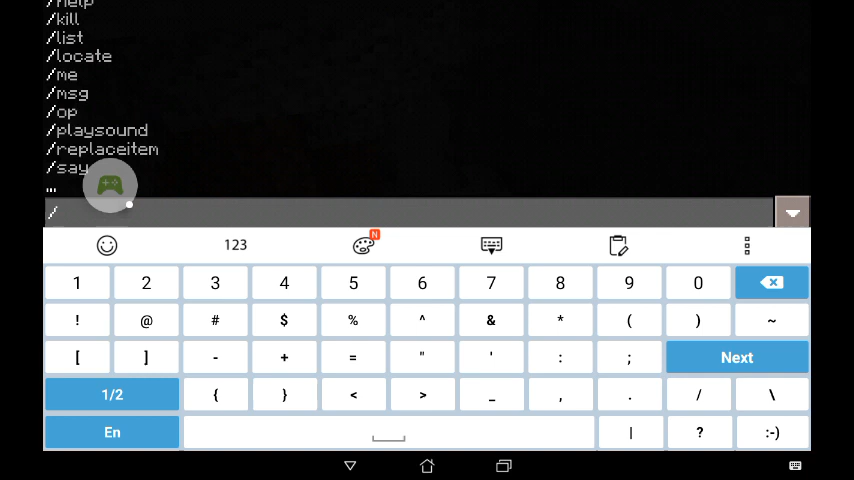 /help
/kill
/list
/locate
/me
/msg
/op
/playsound
/replaceitem
/say
...
/
123 N
1 2 3 4 5 6 7 8 9 0
! @ # $ % ^ & * ( ) ~
[ ] - + = " ' : ; Next
1/2 { } < > _ , . / \
En | ? :-)